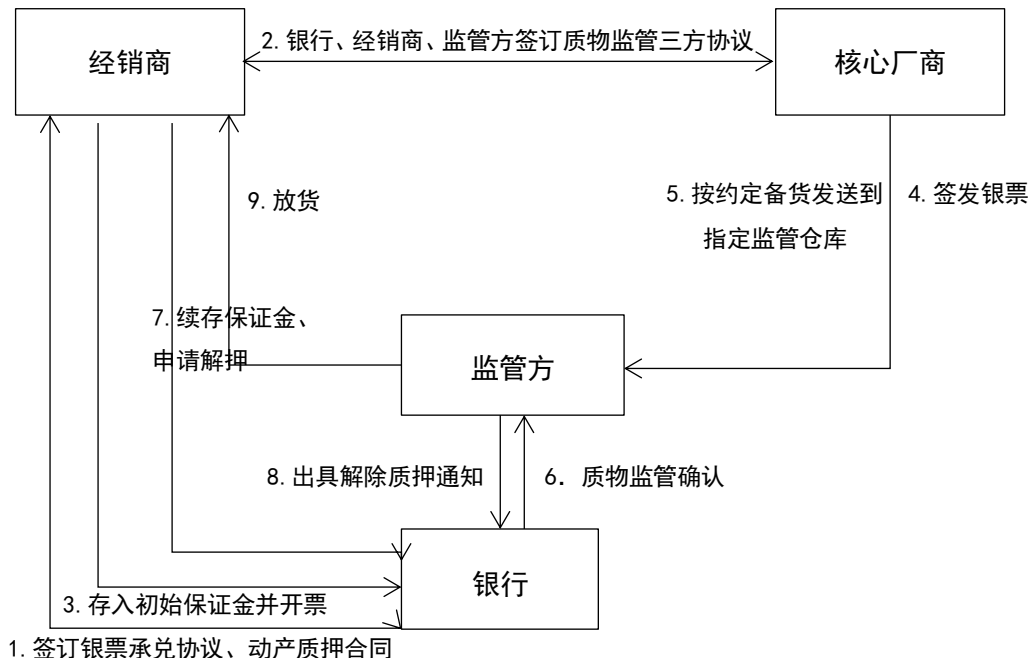 2. 银行、经销商、监管方签订质物监管三方协议
经销商
核心厂商
9. 放货
5. 按约定备货发送到
指定监管仓库
4. 签发银票
7. 续存保证金、
申请解押
监管方
8. 出具解除质押通知
6. 质物监管确认
银行
3. 存入初始保证金并开票
1. 签订银票承兑协议、动产质押合同